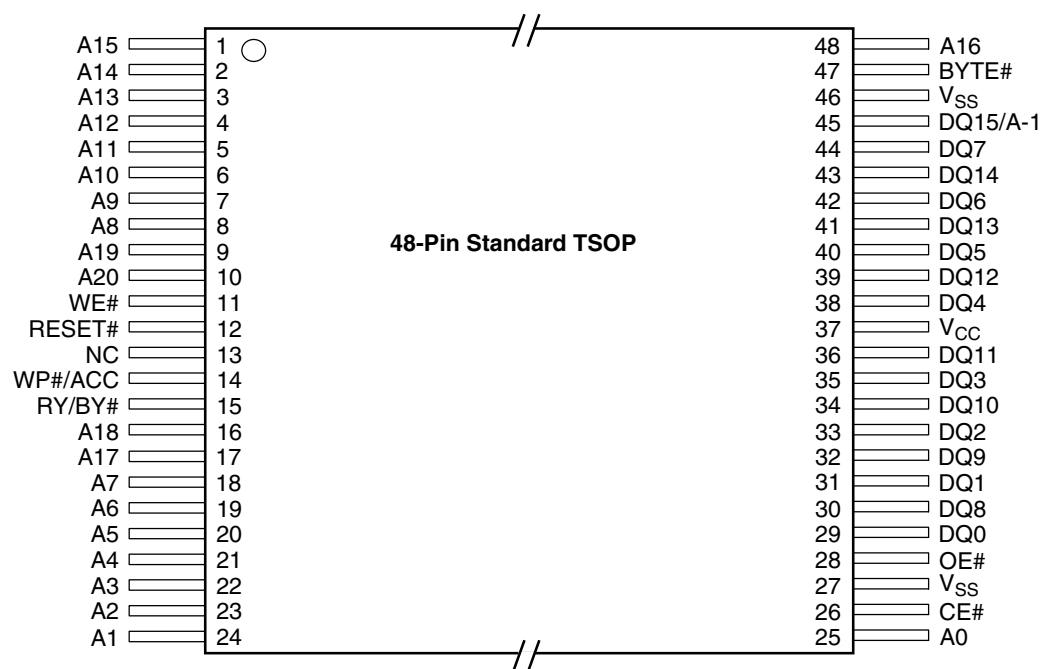 A15 1 48 A16
A14 2 47 BYTE#
A13 3 46 VSS
A12 4 45 DQ15/A-1
A11 5 44 DQ7
A10 6 43 DQ14
A9 7 42 DQ6
A8 8 41 DQ13
48-Pin Standard TSOP
A19 9 40 DQ5
A20 10 39 DQ12
WE# 11 38 DQ4
RESET# 12 37 VCC
NC 13 36 DQ11
WP#/ACC 14 35 DQ3
RY/BY# 15 34 DQ10
A18 16 33 DQ2
A17 17 32 DQ9
A7 18 31 DQ1
A6 19 30 DQ8
A5 20 29 DQ0
A4 21 28 OE#
A3 22 27 VSS
A2 23 26 CE#
A1 24 25 A0